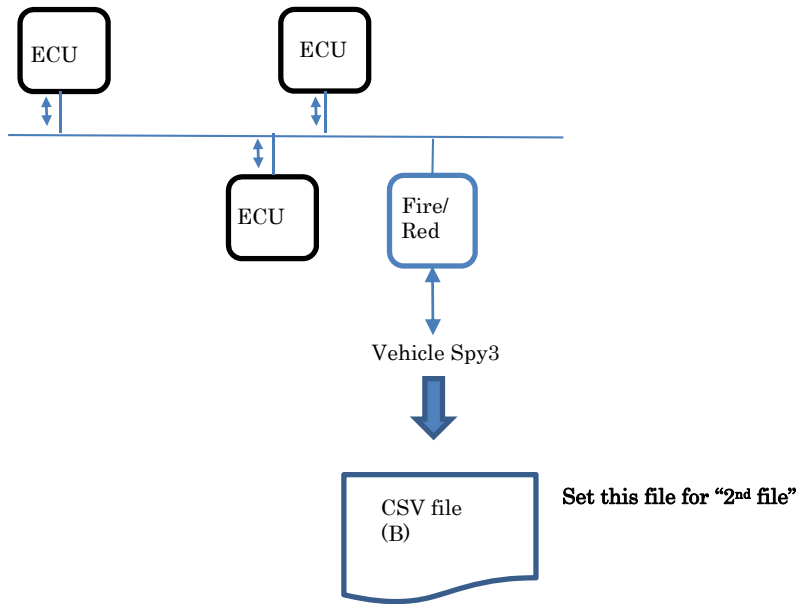 ECU
ECU
ECU
Fire/
Red
Vehicle Spy3
CSV file
(B)
Set this file for “2nd file”